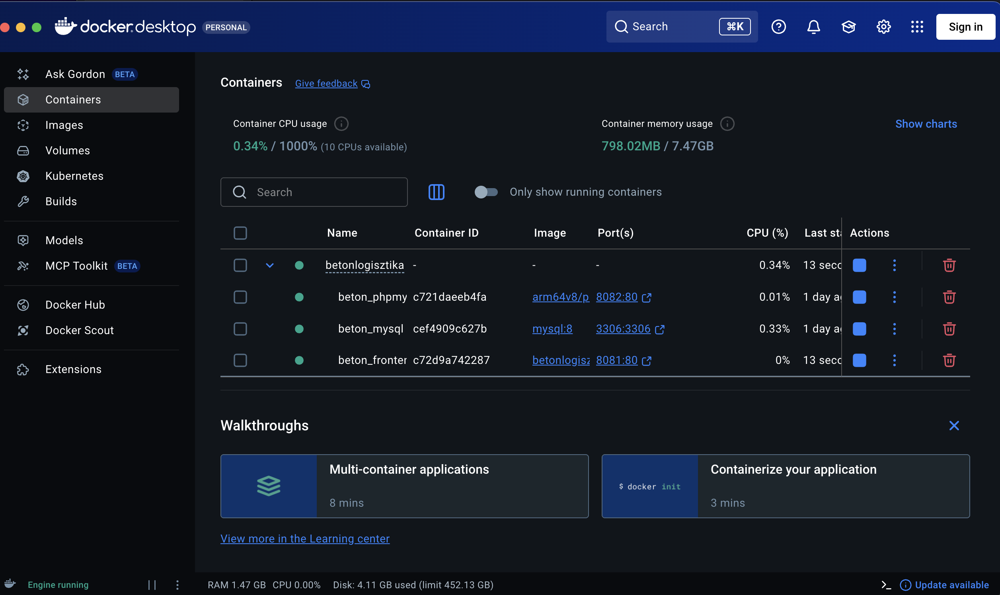 docker desktop PERSONAL
Search ⌘K
Sign in
Ask Gordon BETA
Containers
Images
Volumes
Kubernetes
Builds
Models
MCP Toolkit BETA
Docker Hub
Docker Scout
Extensions
Containers Give feedback
Container CPU usage
0.34% / 1000% (10 CPUs available)
Container memory usage
798.02MB / 7.47GB
Show charts
Search
Only show running containers
Name Container ID Image Port(s) CPU (%) Last sta Actions
betonlogisztika - - - 0.34% 13 seco
beton_phpmy c721daeeb4fa arm64v8/p 8082:80 0.01% 1 day ag
beton_mysql cef4909c627b mysql:8 3306:3306 0.33% 1 day ag
beton_fronten c72d9a742287 betonlogisz 8081:80 0% 13 seco
Walkthroughs
Multi-container applications
8 mins
$ docker init
Containerize your application
3 mins
View more in the Learning center
Engine running
RAM 1.47 GB CPU 0.00% Disk: 4.11 GB used (limit 452.13 GB)
Update available